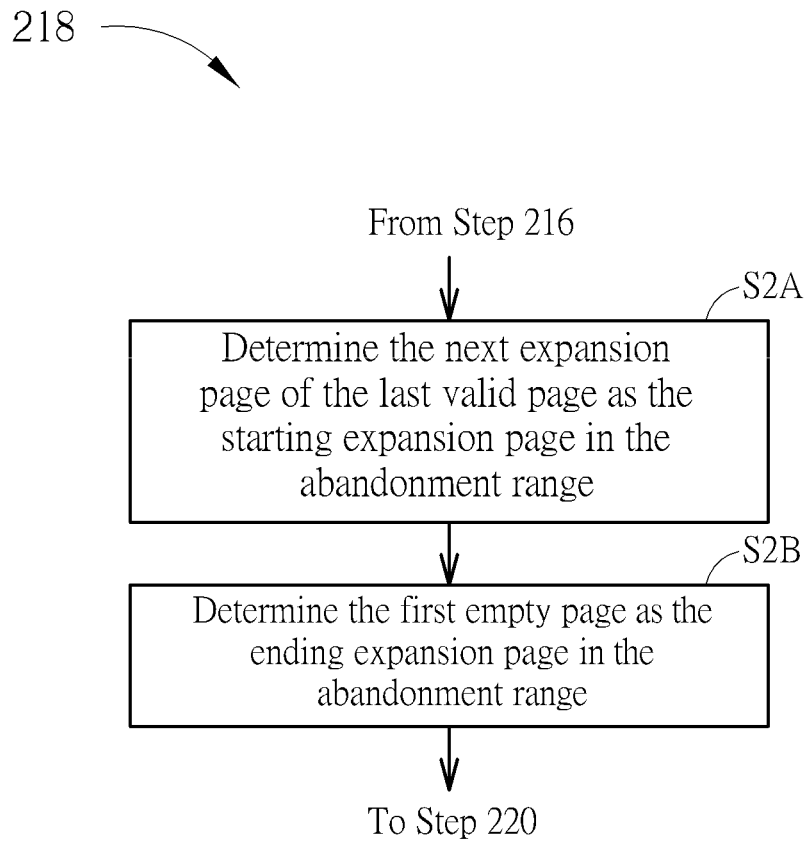 218
From Step 216
S2A
Determine the next expansion
page of the last valid page as the
starting expansion page in the
abandonment range
S2B
Determine the first empty page as the
ending expansion page in the
abandonment range
To Step 220